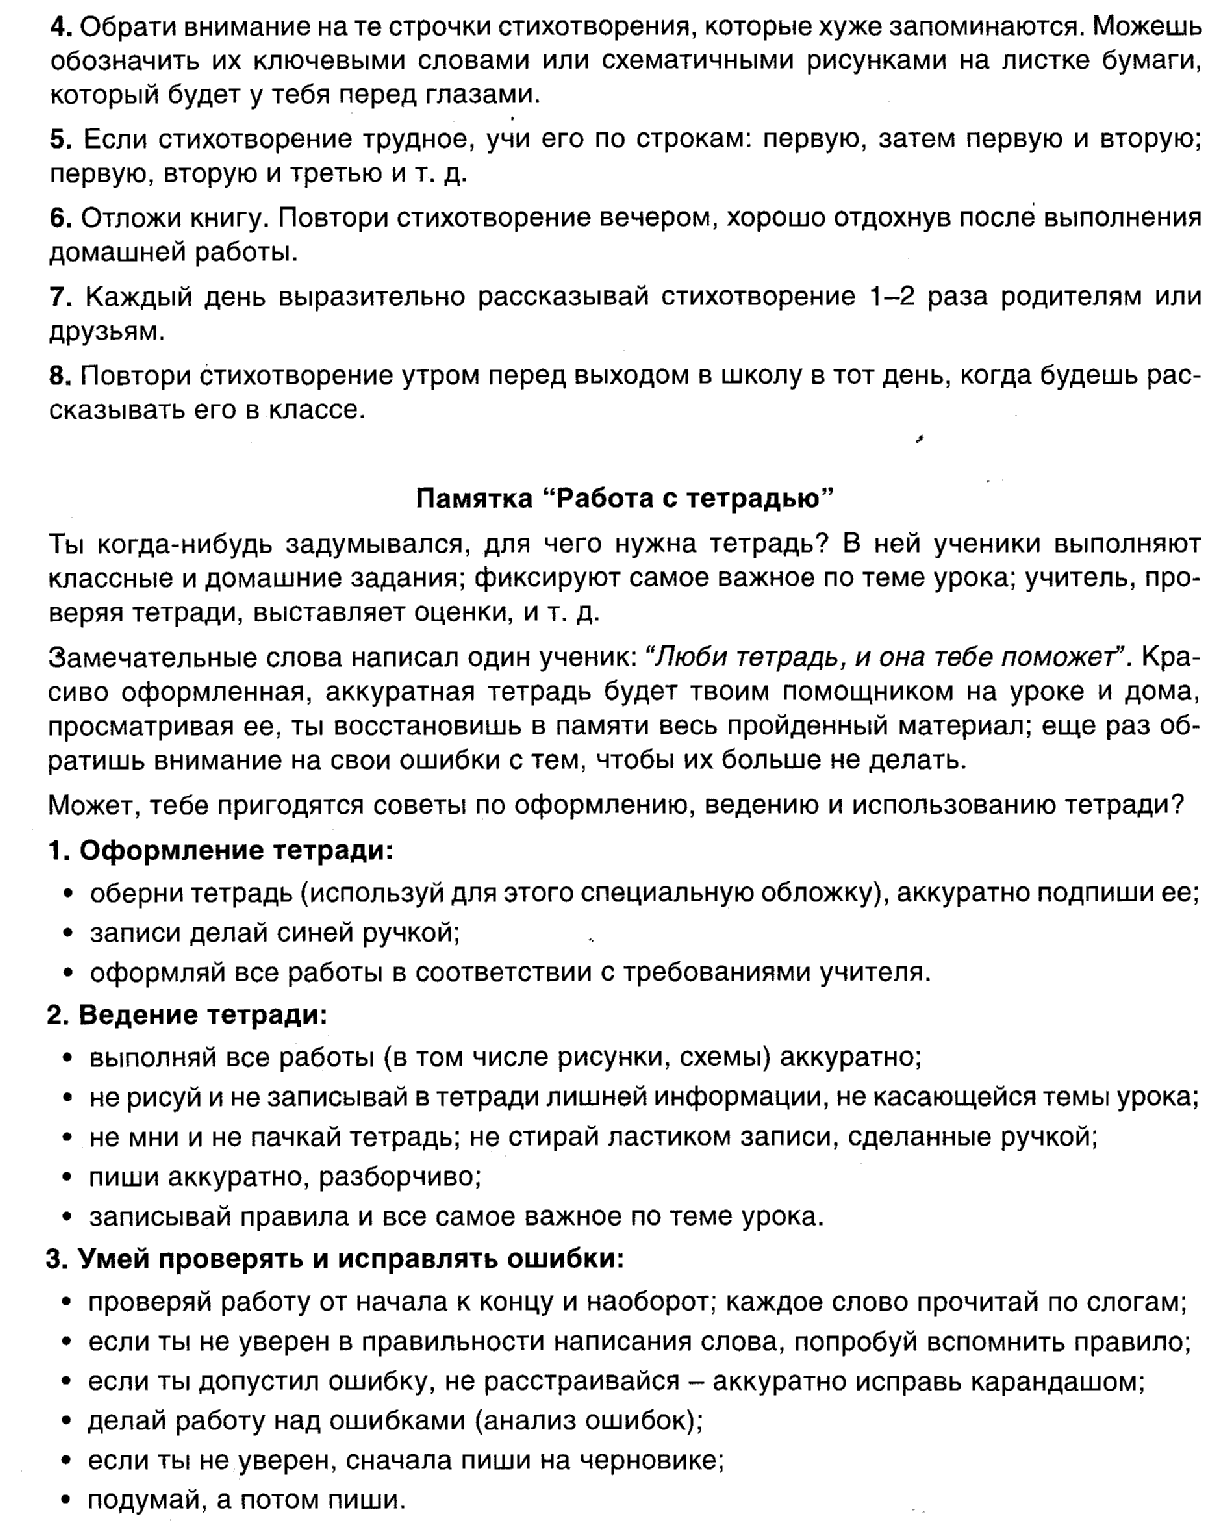 4. Обрати внимание на те строчки стихотворения, которые хуже запоминаются. Можешь
обозначить их ключевыми словами или схематичными рисунками на листке бумаги,
который будет у тебя перед глазами.
5. Если стихотворение трудное, учи его по строкам: первую, затем первую и вторую;
первую, вторую и третью и т. д.
6. Отложи книгу. Повтори стихотворение вечером, хорошо отдохнув после выполнения
домашней работы.
7. Каждый день выразительно рассказывай стихотворение 1–2 раза родителям или
друзьям.
8. Повтори стихотворение утром перед выходом в школу в тот день, когда будешь рас-
сказывать его в классе.
Памятка “Работа с тетрадью”
Ты когда-нибудь задумывался, для чего нужна тетрадь? В ней ученики выполняют
классные и домашние задания; фиксируют самое важное по теме урока; учитель, про-
веряя тетради, выставляет оценки, и т. д.
Замечательные слова написал один ученик: “Люби тетрадь, и она тебе поможет”. Кра-
сиво оформленная, аккуратная тетрадь будет твоим помощником на уроке и дома,
просматривая ее, ты восстановишь в памяти весь пройденный материал; еще раз об-
ратишь внимание на свои ошибки с тем, чтобы их больше не делать.
Может, тебе пригодятся советы по оформлению, ведению и использованию тетради?
1. Оформление тетради:
• оберни тетрадь (используй для этого специальную обложку), аккуратно подпиши ее;
• записи делай синей ручкой;
• оформляй все работы в соответствии с требованиями учителя.
2. Ведение тетради:
• выполняй все работы (в том числе рисунки, схемы) аккуратно;
• не рисуй и не записывай в тетради лишней информации, не касающейся темы урока;
• не мни и не пачкай тетрадь; не стирай ластиком записи, сделанные ручкой;
• пиши аккуратно, разборчиво;
• записывай правила и все самое важное по теме урока.
3. Умей проверять и исправлять ошибки:
• проверяй работу от начала к концу и наоборот; каждое слово прочитай по слогам;
• если ты не уверен в правильности написания слова, попробуй вспомнить правило;
• если ты допустил ошибку, не расстраивайся – аккуратно исправь карандашом;
• делай работу над ошибками (анализ ошибок);
• если ты не уверен, сначала пиши на черновике;
• подумай, а потом пиши.